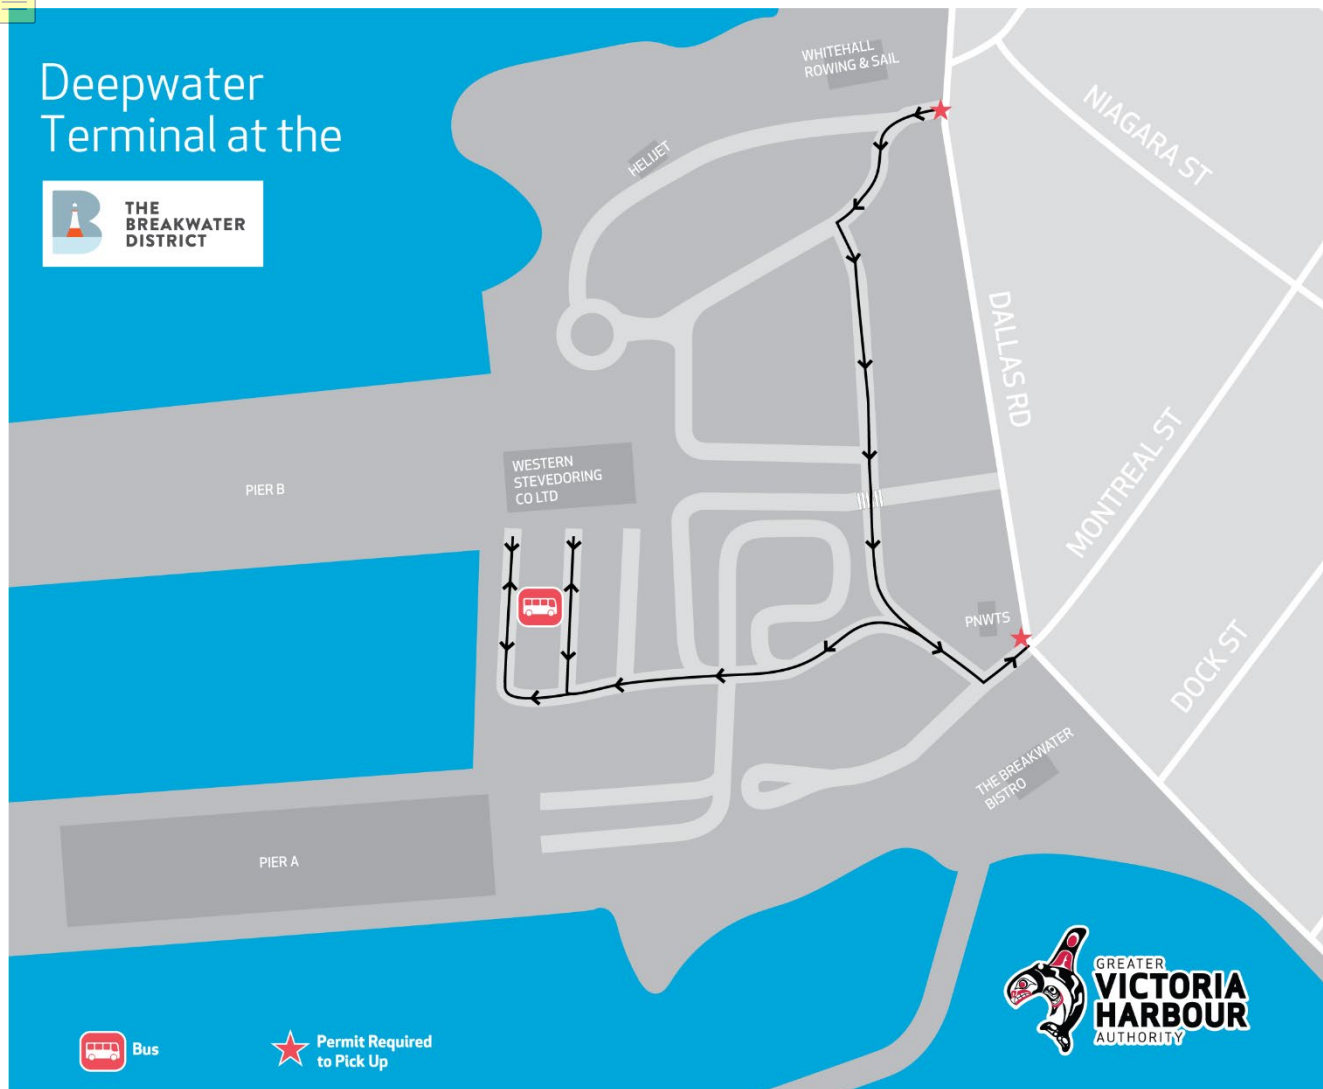 Deepwater
Terminal at the
THE
BREAKWATER
DISTRICT
WHITEHALL
ROWING & SAIL
HELIJET
NIAGARA ST
DALLAS RD
MONTREAL ST
DOCK ST
PIER B
WESTERN
STEVEDORING
CO LTD
PNWTS
THE BREAKWATER
BISTRO
PIER A
GREATER
VICTORIA
HARBOUR
AUTHORITY
Bus
Permit Required
to Pick Up